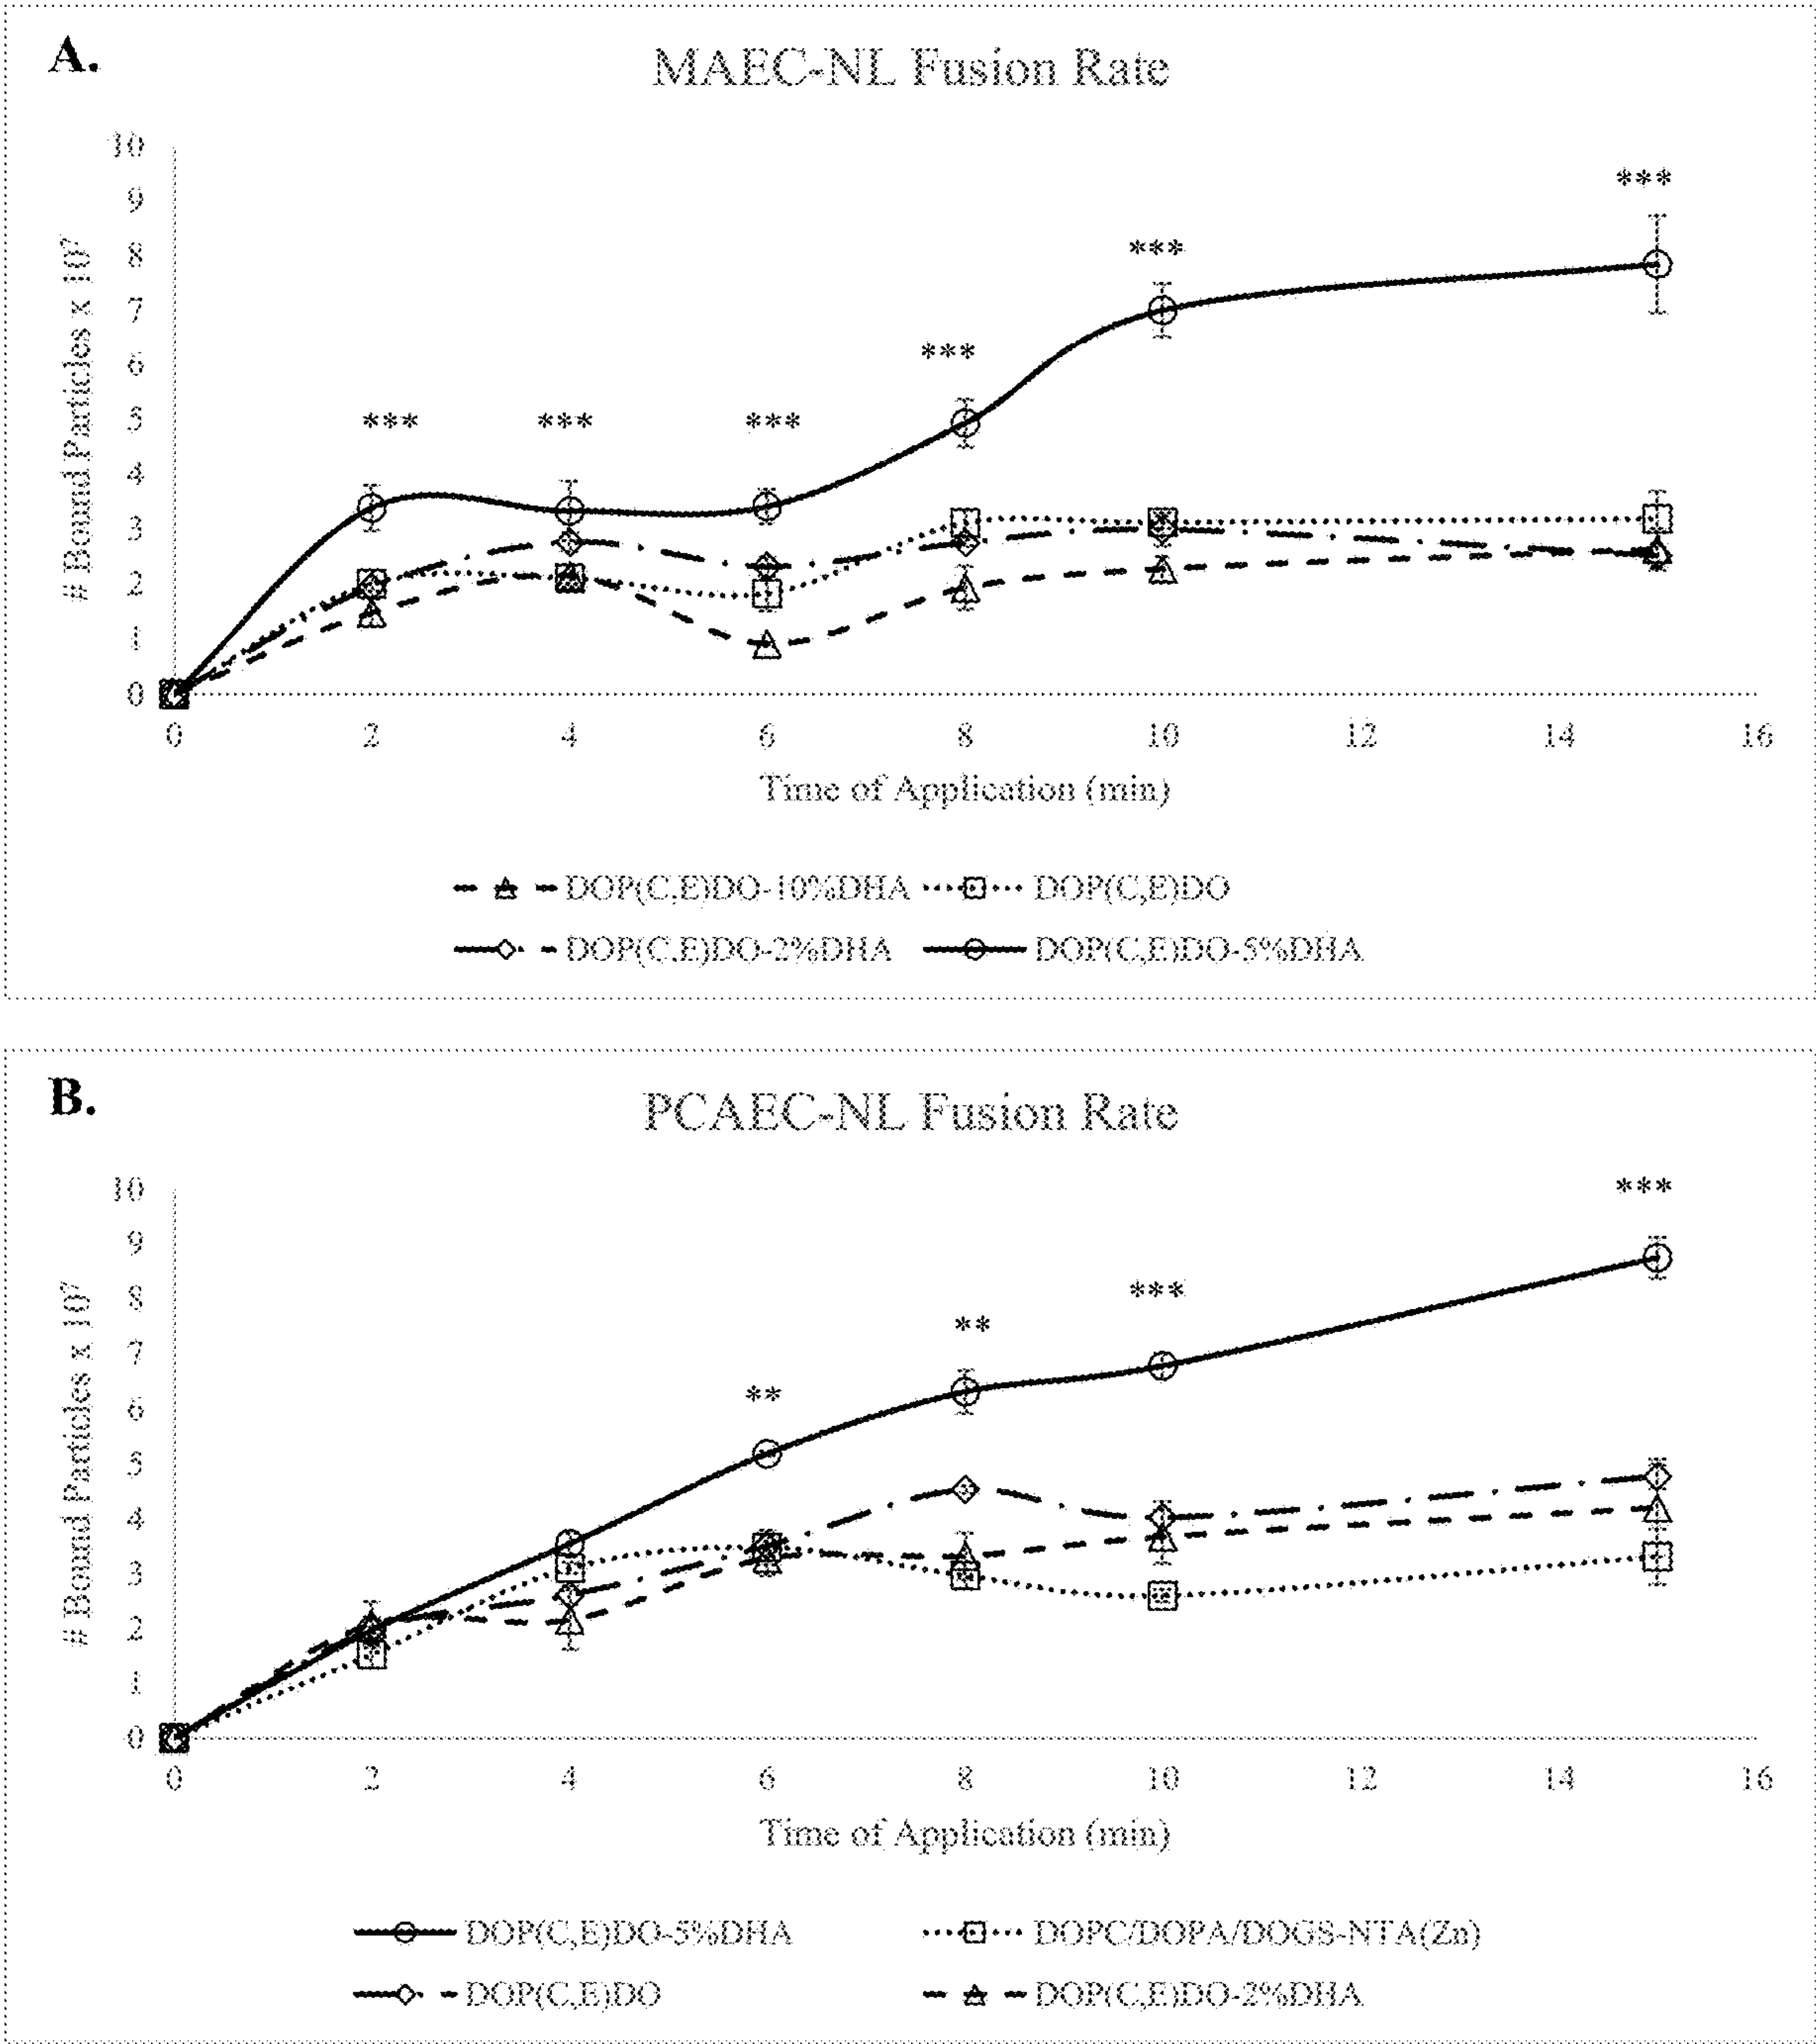 A.
MAEC-NL Fusion Rate
10
9
8
7
6
5
4
3
2
1
0
# Bound Particles x 10⁷
***
***
***
***
***
***
0 2 4 6 8 10 12 14 16
Time of Application (min)
DOP(C,E)DO-10%DHA DOP(C,E)DO
DOP(C,E)DO-2%DHA DOP(C,E)DO-5%DHA
B.
PCAEC-NL Fusion Rate
10
9
8
7
6
5
4
3
2
1
0
# Bound Particles x 10⁷
**
**
***
***
0 2 4 6 8 10 12 14 16
Time of Application (min)
DOP(C,E)DO-5%DHA DOPC/DOPA/DOGS-NTA(Zn)
DOP(C,E)DO DOP(C,E)DO-2%DHA